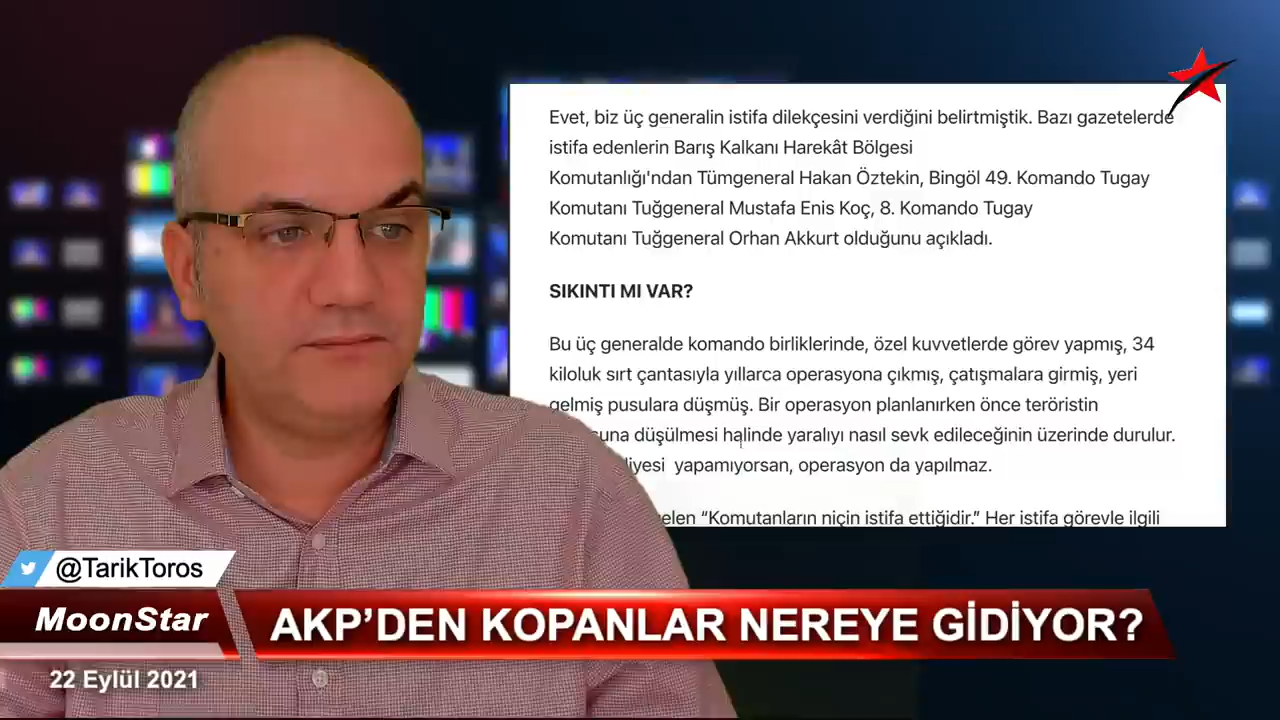 Evet, biz üç generalin istifa dilekçesini verdiğini belirtmiştik. Bazı gazetelerde
istifa edenlerin Barış Kalkanı Harekât Bölgesi
Komutanlığı'ndan Tümgeneral Hakan Öztekin, Bingöl 49. Komando Tugay
Komutanı Tuğgeneral Mustafa Enis Koç, 8. Komando Tugay
Komutanı Tuğgeneral Orhan Akkurt olduğunu açıkladı.
SIKINTI MI VAR?
Bu üç generalde komando birliklerinde, özel kuvvetlerde görev yapmış, 34
kiloluk sırt çantasıyla yıllarca operasyona çıkmış, çatışmalara girmiş, yeri
gelmiş pusulara düşmüş. Bir operasyon planlanırken önce teröristin
düşülmesi hâlinde yaralıyı nasıl sevk edileceğinin üzerinde durulur.
yapamıyorsan, operasyon da yapılmaz.
“Komutanların niçin istifa ettiğidir.” Her istifa görevle ilgili
@TarikToros
MoonStar
AKP’DEN KOPANLAR NEREYE GİDİYOR?
22 Eylül 2021